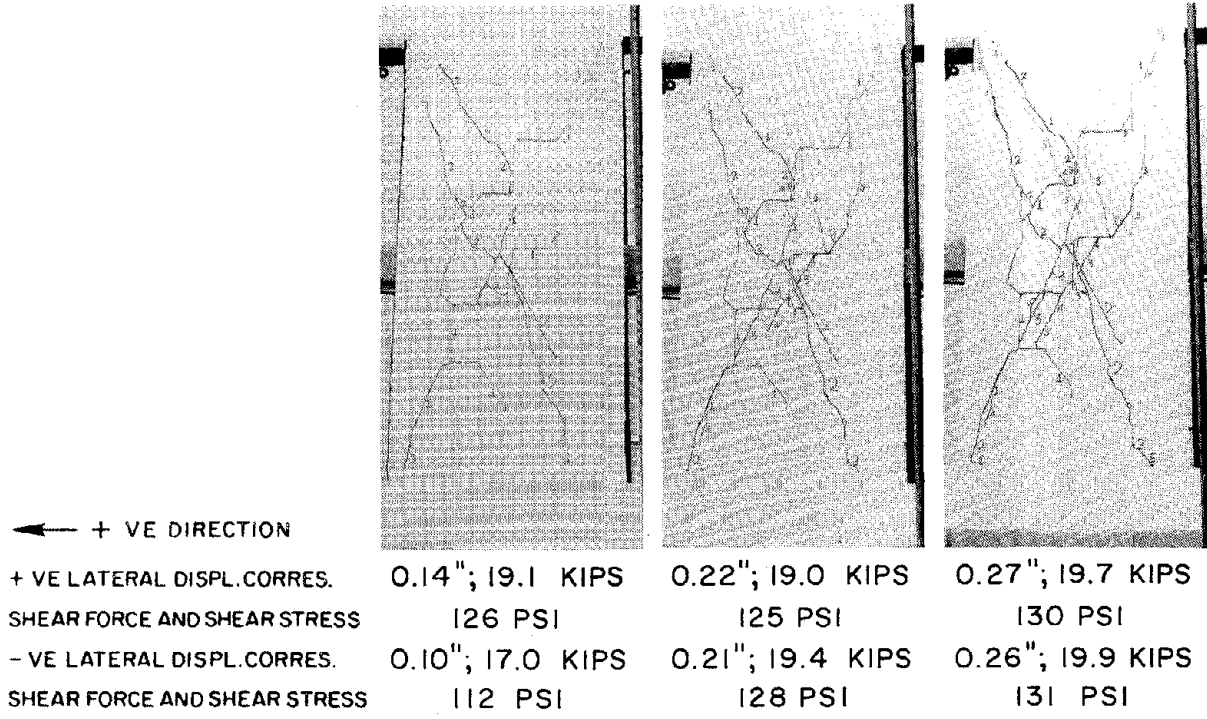 ← + VE DIRECTION
+ VE LATERAL DISPL.CORRES. 0.14"; 19.1 KIPS 0.22"; 19.0 KIPS 0.27"; 19.7 KIPS
SHEAR FORCE AND SHEAR STRESS 126 PSI 125 PSI 130 PSI
- VE LATERAL DISPL.CORRES. 0.10"; 17.0 KIPS 0.21"; 19.4 KIPS 0.26"; 19.9 KIPS
SHEAR FORCE AND SHEAR STRESS 112 PSI 128 PSI 131 PSI